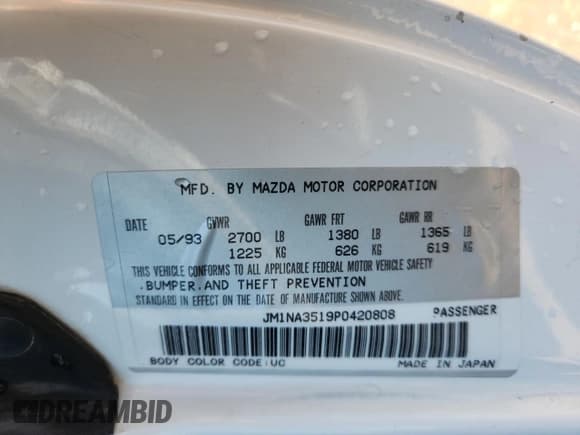 MFD. BY MAZDA MOTOR CORPORATION
DATE GVWR GAWR FRT GAWR RR
05/93 2700 LB 1380 LB 1365 LB
1225 KG 626 KG 619 KG
THIS VEHICLE CONFORMS TO ALL APPLICABLE FEDERAL MOTOR VEHICLE SAFETY
.BUMPER.AND THEFT PREVENTION
STANDARD IN EFFECT ON THE DATE OF MANUFACTURE SHOWN ABOVE.
JM1NA3519P0420808 PASSENGER
BODY COLOR CODE:UC MADE IN JAPAN
DREAMBID